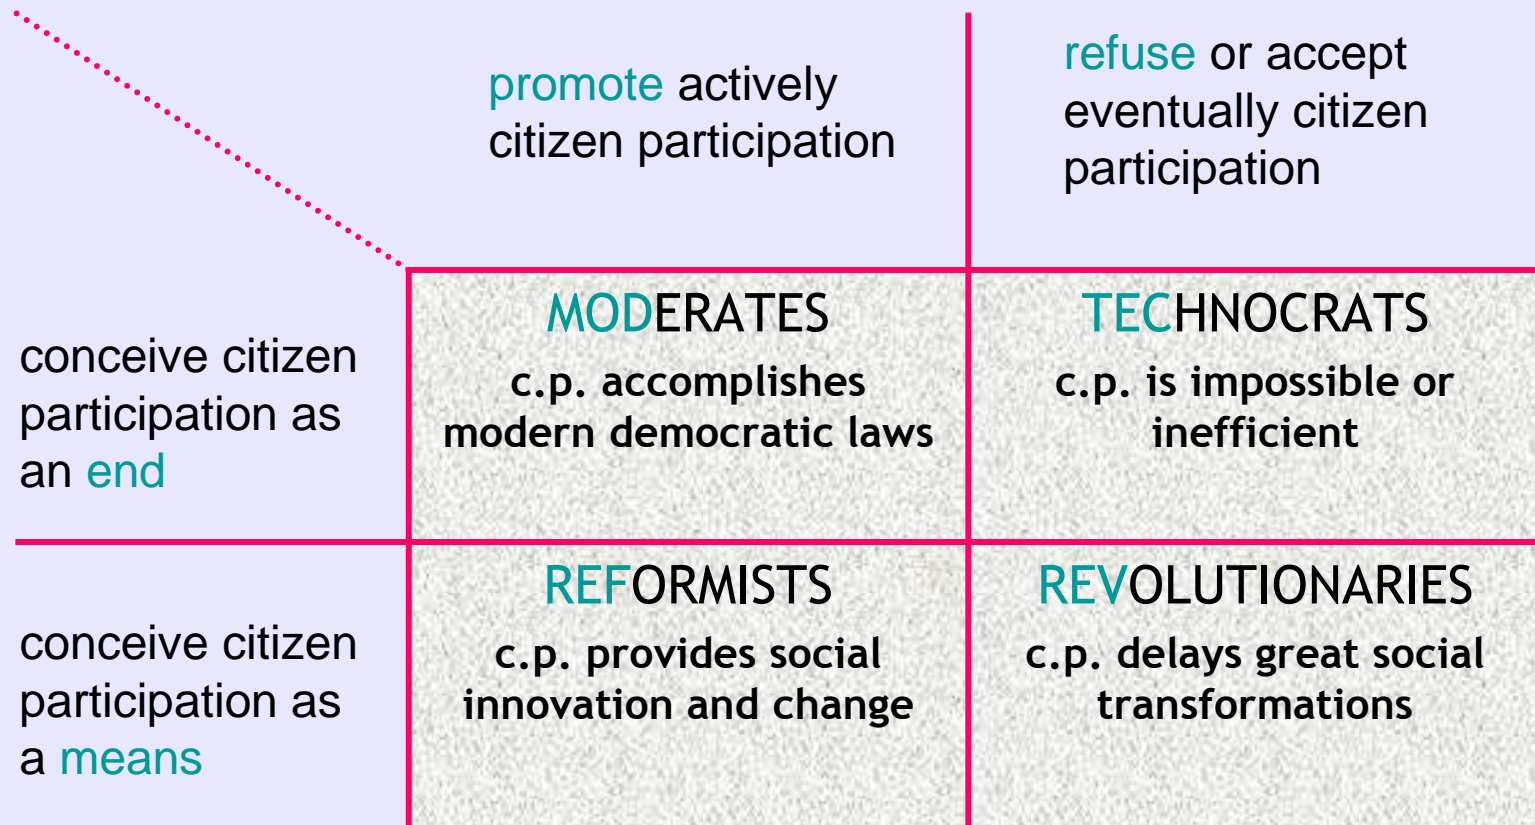 promote actively
citizen participation
refuse or accept
eventually citizen
participation
conceive citizen
participation as
an end
MODERATES
c.p. accomplishes
modern democratic laws
TECHNOCRATS
c.p. is impossible or
inefficient
conceive citizen
participation as
a means
REFORMISTS
c.p. provides social
innovation and change
REVOLUTIONARIES
c.p. delays great social
transformations